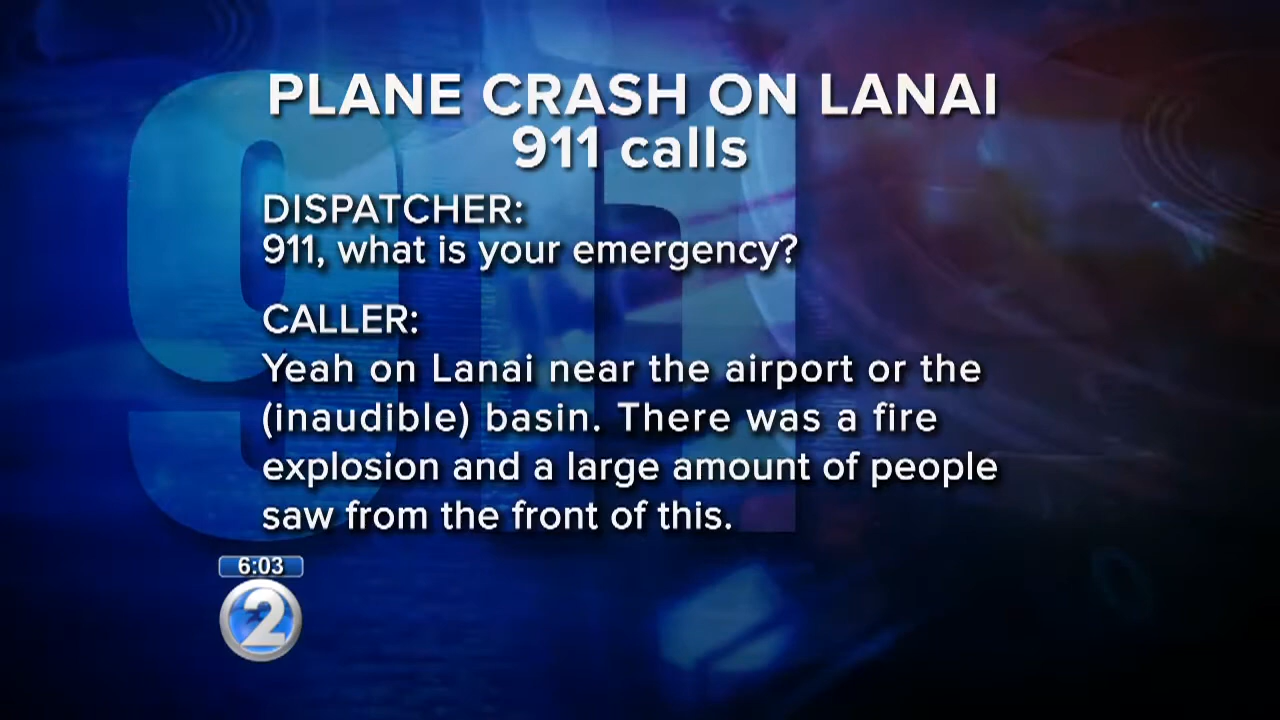 PLANE CRASH ON LANAI
911 calls
DISPATCHER:
911, what is your emergency?
CALLER:
Yeah on Lanai near the airport or the
(inaudible) basin. There was a fire
explosion and a large amount of people
saw from the front of this.
6:03
2
911